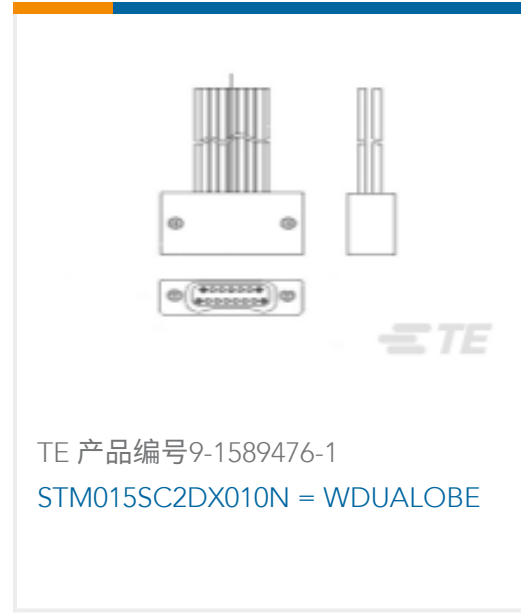 TE
TE 产品编号9-1589476-1
STM015SC2DX010N = WDUALOBE